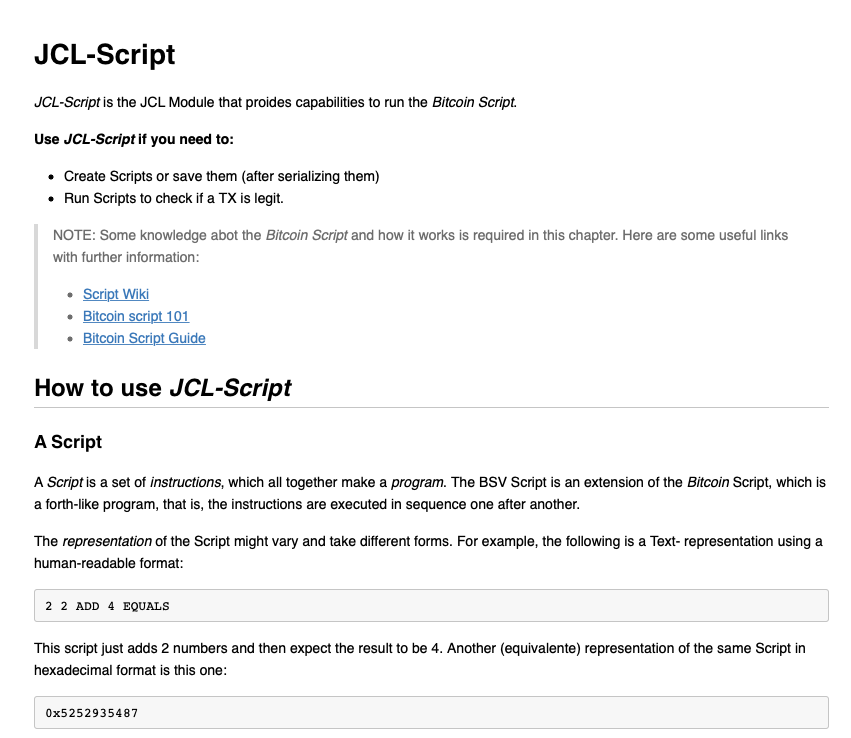 JCL-Script
JCL-Script is the JCL Module that proides capabilities to run the Bitcoin Script.
Use JCL-Script if you need to:
• Create Scripts or save them (after serializing them)
• Run Scripts to check if a TX is legit.
NOTE: Some knowledge abot the Bitcoin Script and how it works is required in this chapter. Here are some useful links
with further information:
• Script Wiki
• Bitcoin script 101
• Bitcoin Script Guide
How to use JCL-Script
A Script
A Script is a set of instructions, which all together make a program. The BSV Script is an extension of the Bitcoin Script, which is
a forth-like program, that is, the instructions are executed in sequence one after another.
The representation of the Script might vary and take different forms. For example, the following is a Text- representation using a
human-readable format:
2 2 ADD 4 EQUALS
This script just adds 2 numbers and then expect the result to be 4. Another (equivalente) representation of the same Script in
hexadecimal format is this one:
0x5252935487